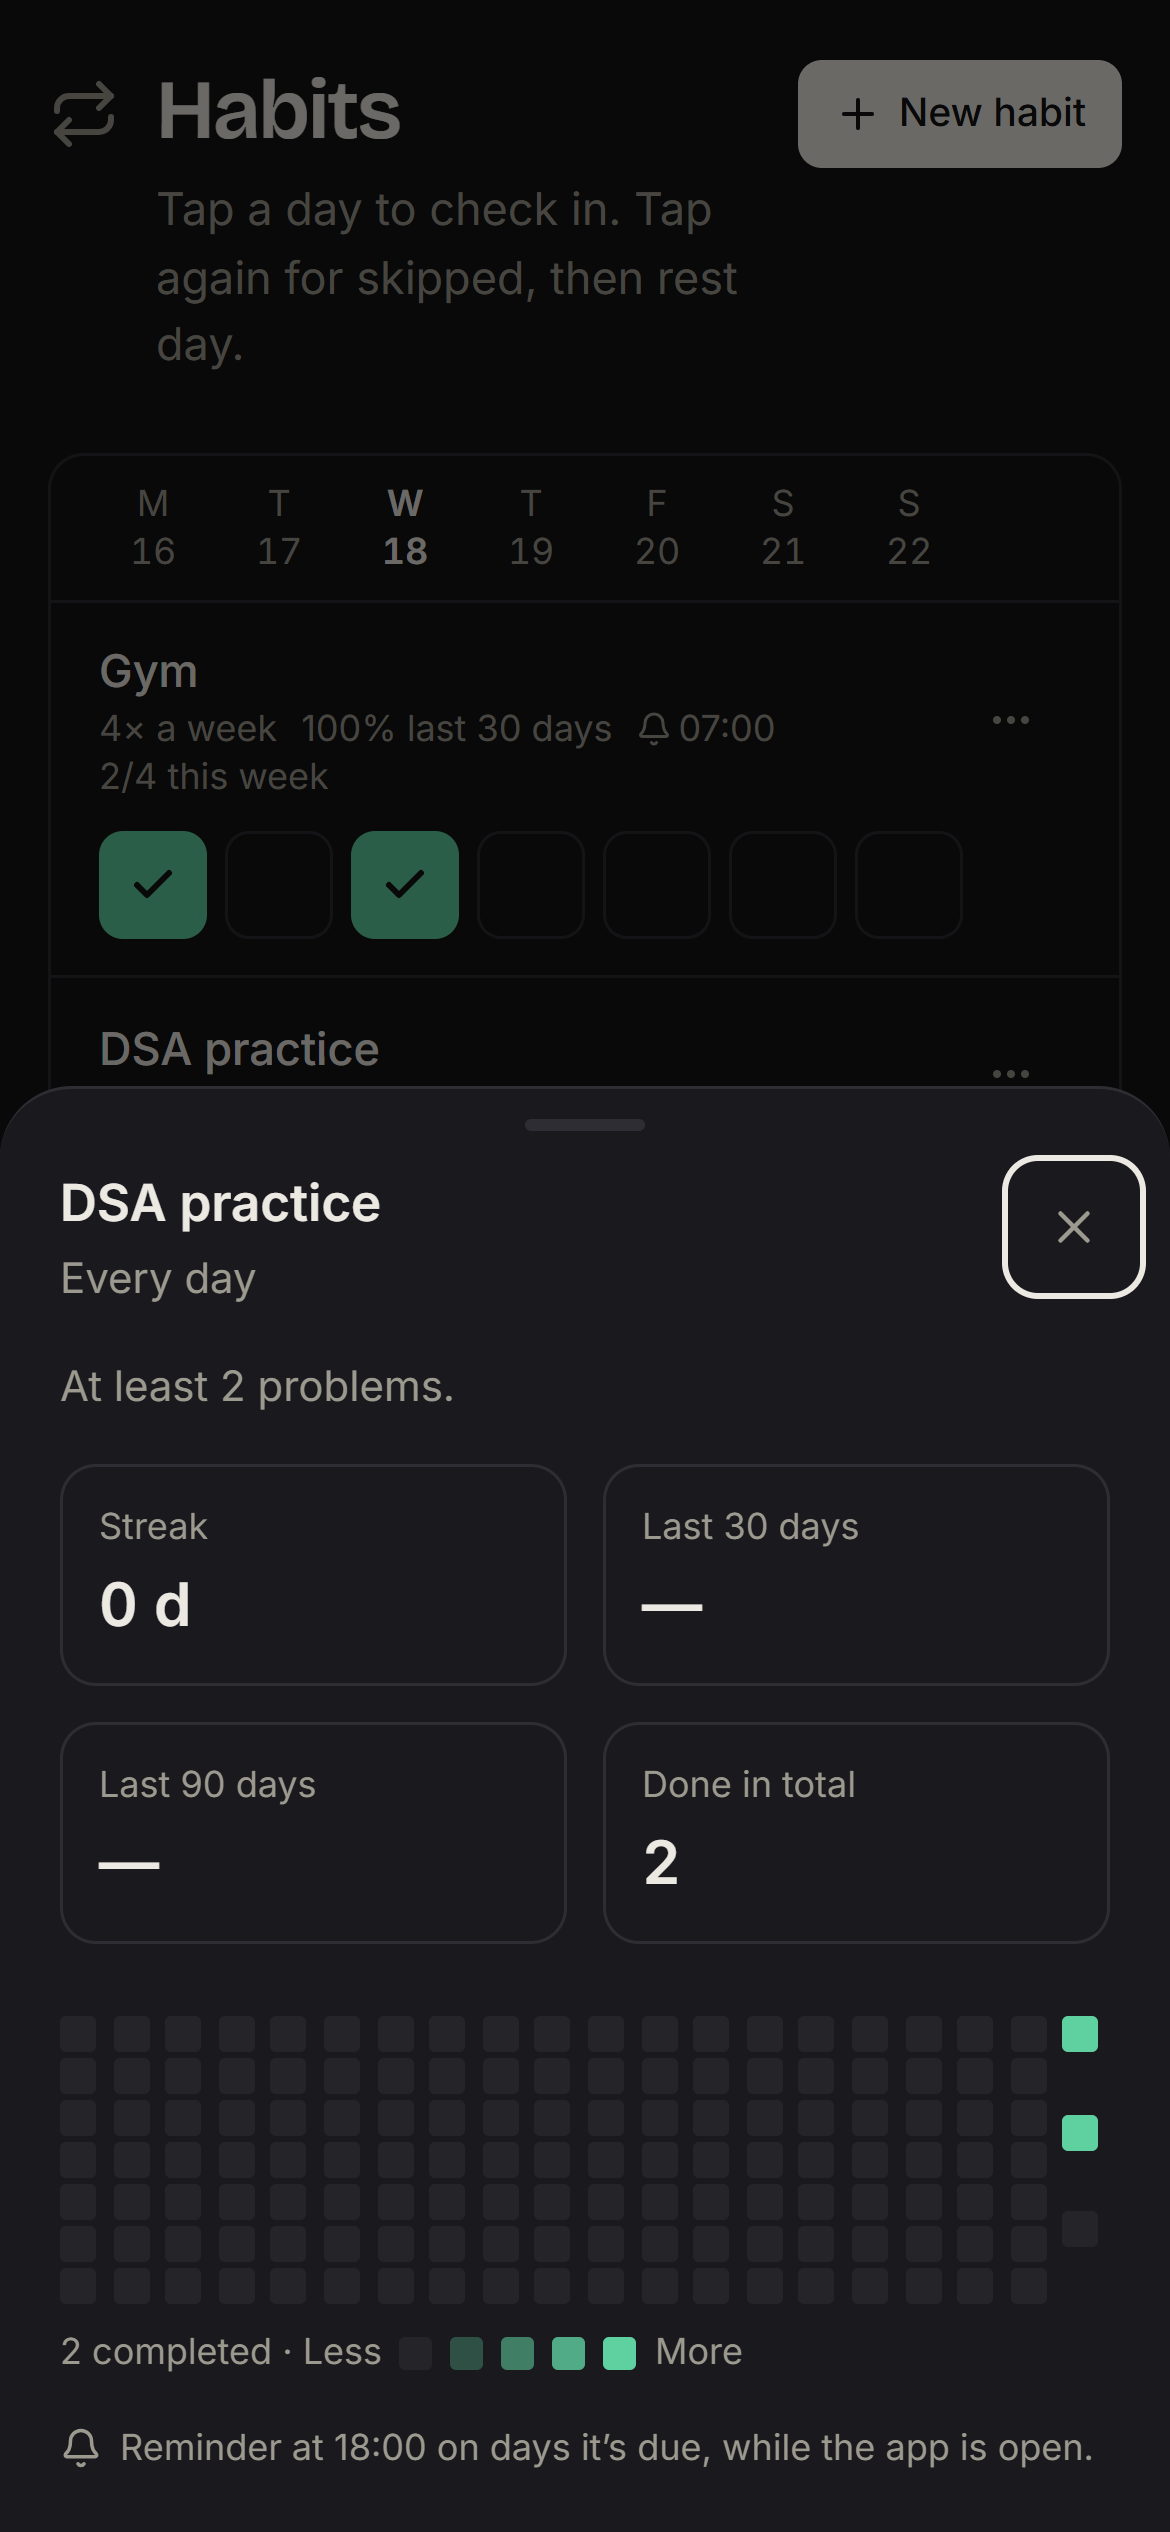 Habits
New habit
Tap a day to check in. Tap
again for skipped, then rest
day.
M T W T F S S
16 17 18 19 20 21 22
Gym
4× a week 100% last 30 days 07:00
2/4 this week
DSA practice
DSA practice
Every day
At least 2 problems.
Streak
0 d
Last 30 days
—
Last 90 days
—
Done in total
2
2 completed · Less More
Reminder at 18:00 on days it’s due, while the app is open.